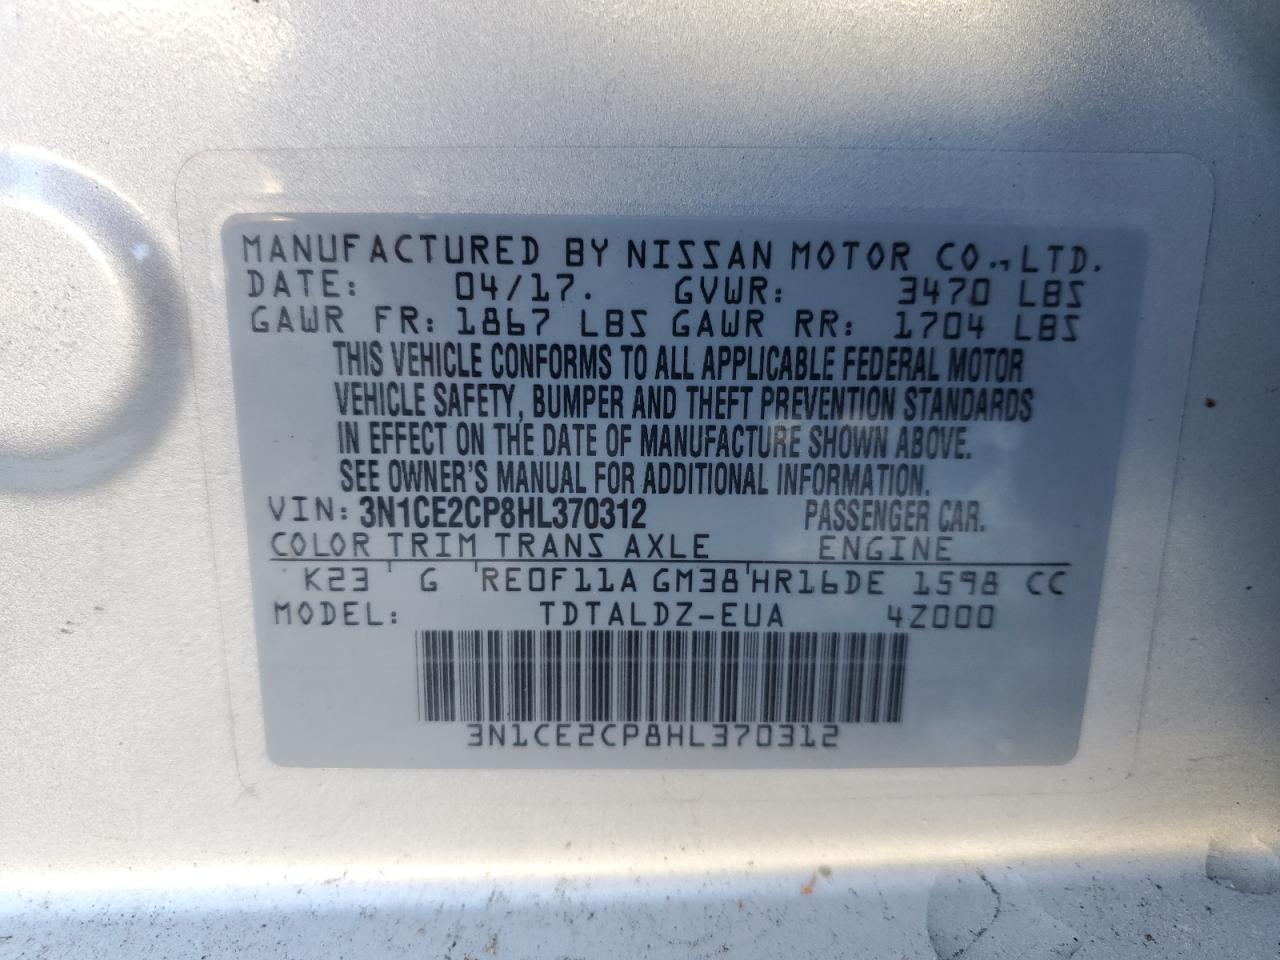 MANUFACTURED BY NISSAN MOTOR CO., LTD.
DATE: 04/17. GVWR: 3470 LBS
GAWR FR: 1867 LBS GAWR RR: 1704 LBS
THIS VEHICLE CONFORMS TO ALL APPLICABLE FEDERAL MOTOR
VEHICLE SAFETY, BUMPER AND THEFT PREVENTION STANDARDS
IN EFFECT ON THE DATE OF MANUFACTURE SHOWN ABOVE.
SEE OWNER'S MANUAL FOR ADDITIONAL INFORMATION.
VIN: 3N1CE2CP8HL370312 PASSENGER CAR.
COLOR TRIM TRANS AXLE ENGINE
K23 G RE0F11A GM38 HR16DE 1598 CC
MODEL: TDTALDZ-EUA 4Z000
3N1CE2CP8HL370312